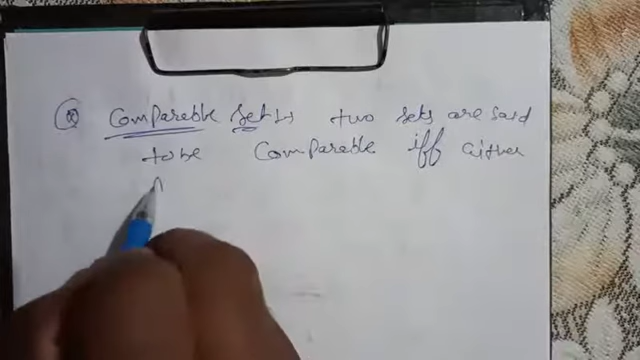 Comparable Sets two sets are said
to be Comparable iff either